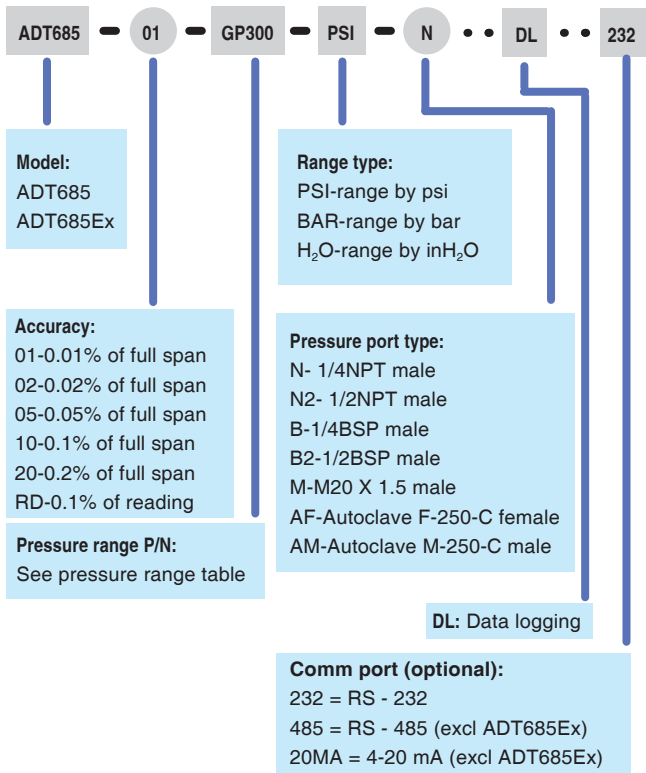 ADT685 - 01 - GP300 - PSI - N · · DL · · 232
Model:
ADT685
ADT685Ex
Range type:
PSI-range by psi
BAR-range by bar
H₂O-range by inH₂O
Accuracy:
01-0.01% of full span
02-0.02% of full span
05-0.05% of full span
10-0.1% of full span
20-0.2% of full span
RD-0.1% of reading
Pressure port type:
N- 1/4NPT male
N2- 1/2NPT male
B-1/4BSP male
B2-1/2BSP male
M-M20 X 1.5 male
AF-Autoclave F-250-C female
AM-Autoclave M-250-C male
Pressure range P/N:
See pressure range table
DL: Data logging
Comm port (optional):
232 = RS - 232
485 = RS - 485 (excl ADT685Ex)
20MA = 4-20 mA (excl ADT685Ex)